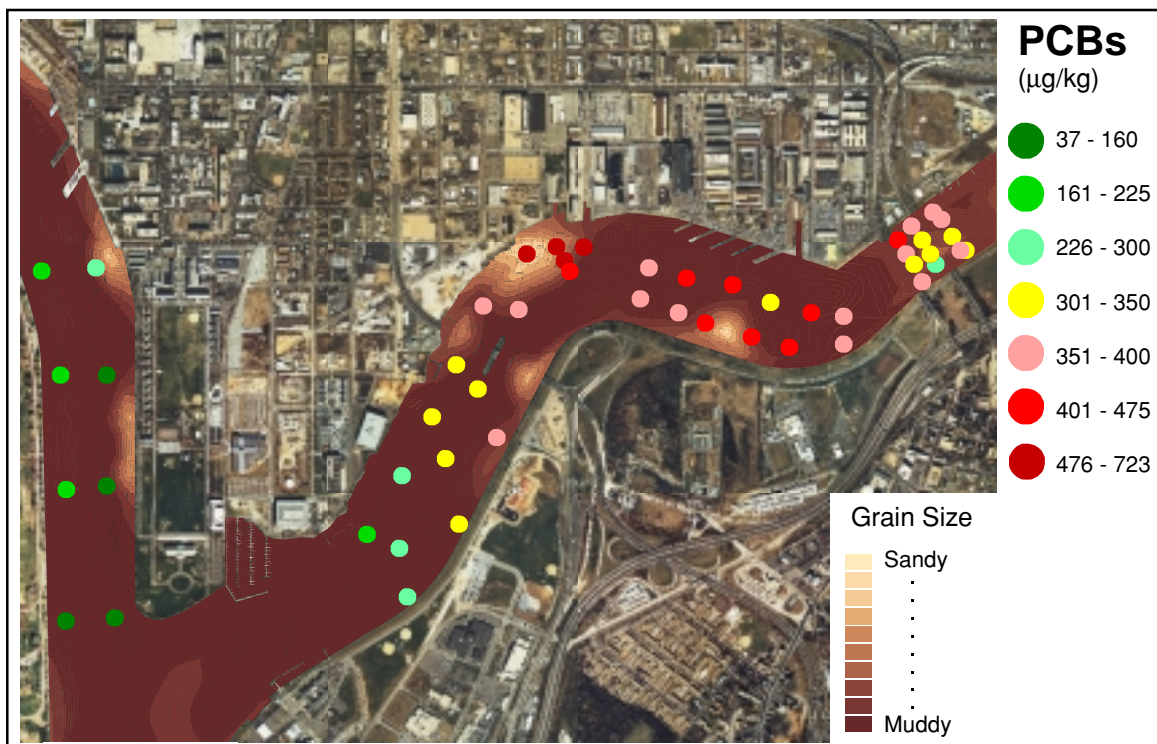 PCBs
(µg/kg)
37 - 160
161 - 225
226 - 300
301 - 350
351 - 400
401 - 475
476 - 723
Grain Size
Sandy
Muddy